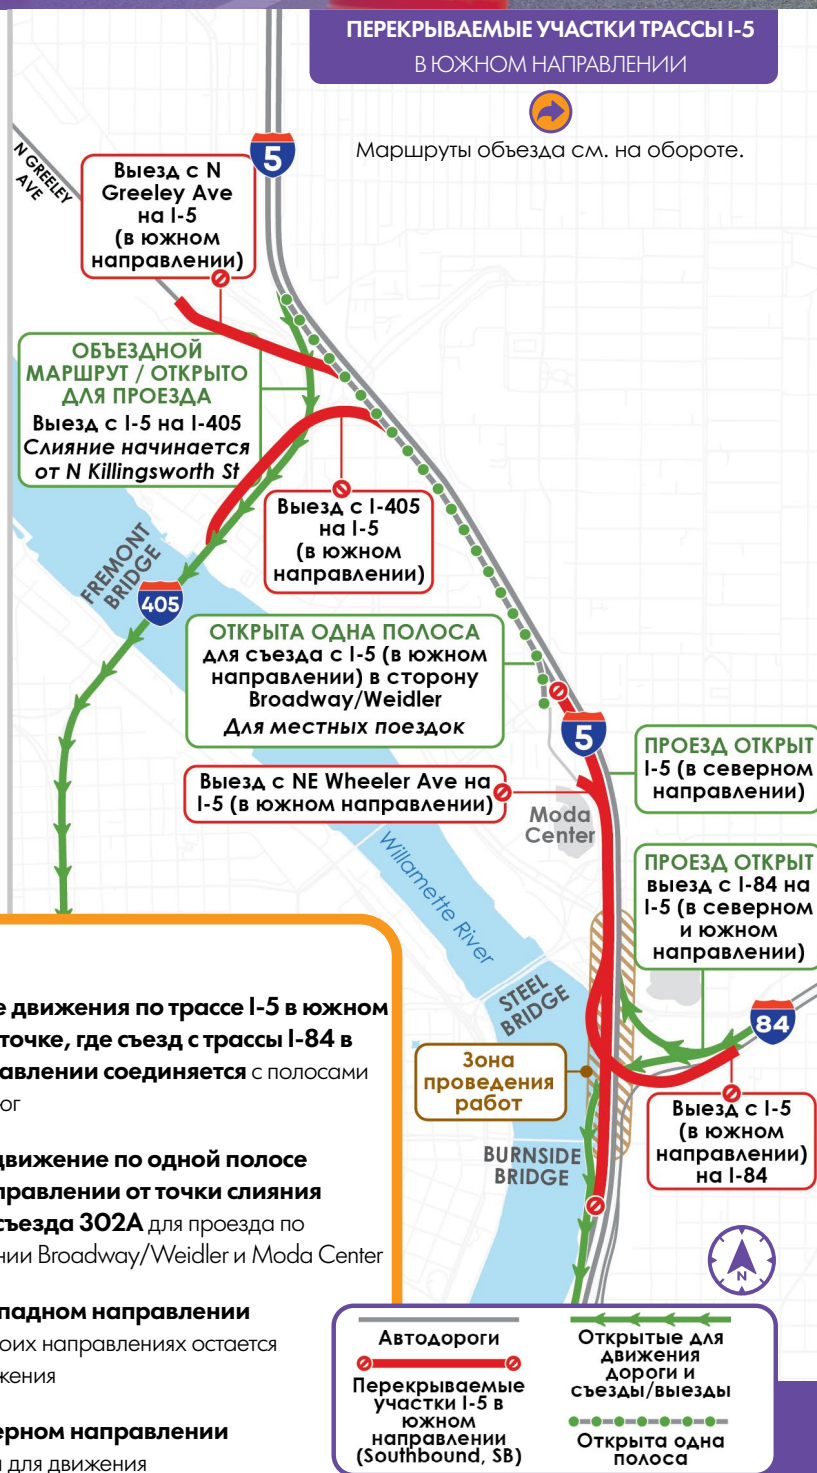 ПЕРЕКРЫВАЕМЫЕ УЧАСТКИ ТРАССЫ I-5
В ЮЖНОМ НАПРАВЛЕНИИ
Маршруты объезда см. на обороте.
N GREELEY
AVE
5
Выезд с N
Greeley Ave
на I-5
(в южном
направлении)
ОБЪЕЗДНОЙ
МАРШРУТ / ОТКРЫТО
ДЛЯ ПРОЕЗДА
Выезд с I-5 на I-405
Слияние начинается
от N Killingsworth St
Выезд с I-405
на I-5
(в южном
направлении)
FREMONT
BRIDGE
405
ОТКРЫТА ОДНА ПОЛОСА
для съезда с I-5 (в южном
направлении) в сторону
Broadway/Weidler
Для местных поездок
5
ПРОЕЗД ОТКРЫТ
I-5 (в северном
направлении)
Выезд с NE Wheeler Ave на
I-5 (в южном направлении)
Moda
Center
ПРОЕЗД ОТКРЫТ
выезд с I-84 на
I-5 (в северном
и южном
направлении)
Willamette River
STEEL
BRIDGE
84
Зона
проведения
работ
Выезд с I-5
(в южном
направлении)
на I-84
BURNSIDE
BRIDGE
N
е движения по трассе I-5 в южном
точке, где съезд с трассы I-84 в
авлении соединяется с полосами
ог
движение по одной полосе
правлении от точки слияния
съезда 302A для проезда по
нии Broadway/Weidler и Moda Center
падном направлении
оих направлениях остается
жения
ерном направлении
для движения
Автодороги
Перекрываемые
участки I-5 в
южном
направлении
(Southbound, SB)
Открытые для
движения
дороги и
съезды/выезды
Открыта одна
полоса